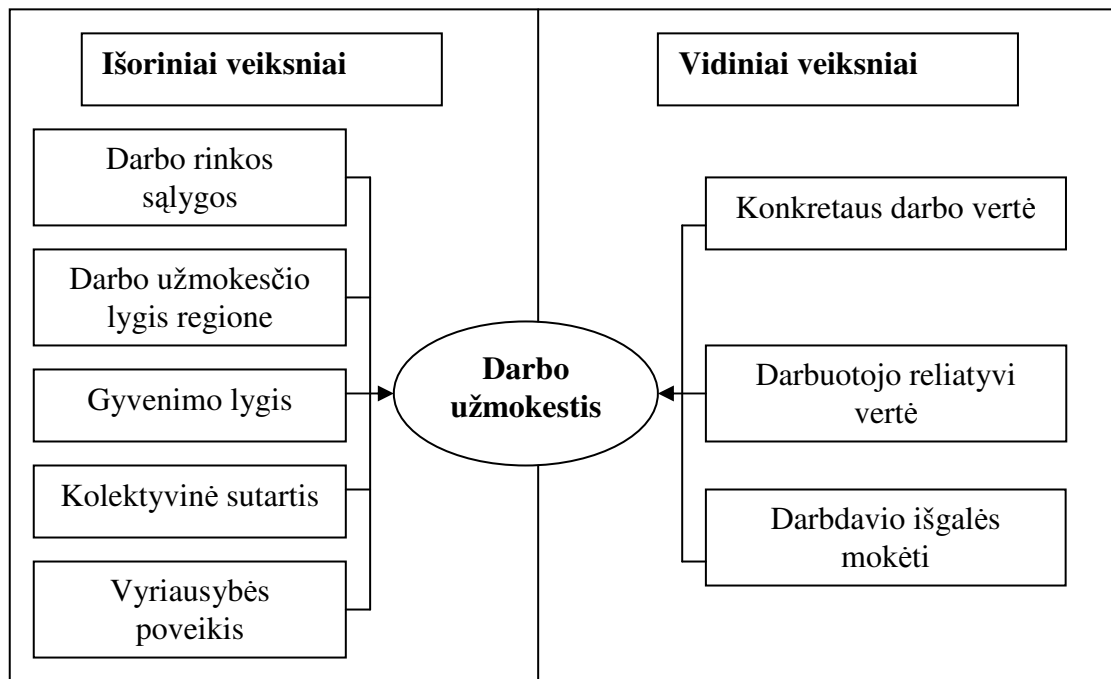 Išoriniai veiksniai
Darbo rinkos
sąlygos
Darbo užmokesčio
lygis regione
Gyvenimo lygis
Kolektyvinė sutartis
Vyriausybės
poveikis
Darbo
užmokestis
Vidiniai veiksniai
Konkretaus darbo vertė
Darbuotojo reliatyvi
vertė
Darbdavio išgalės
mokėti